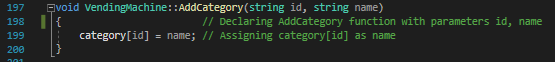 197 void VendingMachine::AddCategory(string id, string name)
198 { // Declaring AddCategory function with parameters id, name
199 category[id] = name; // Assigning category[id] as name
200 }